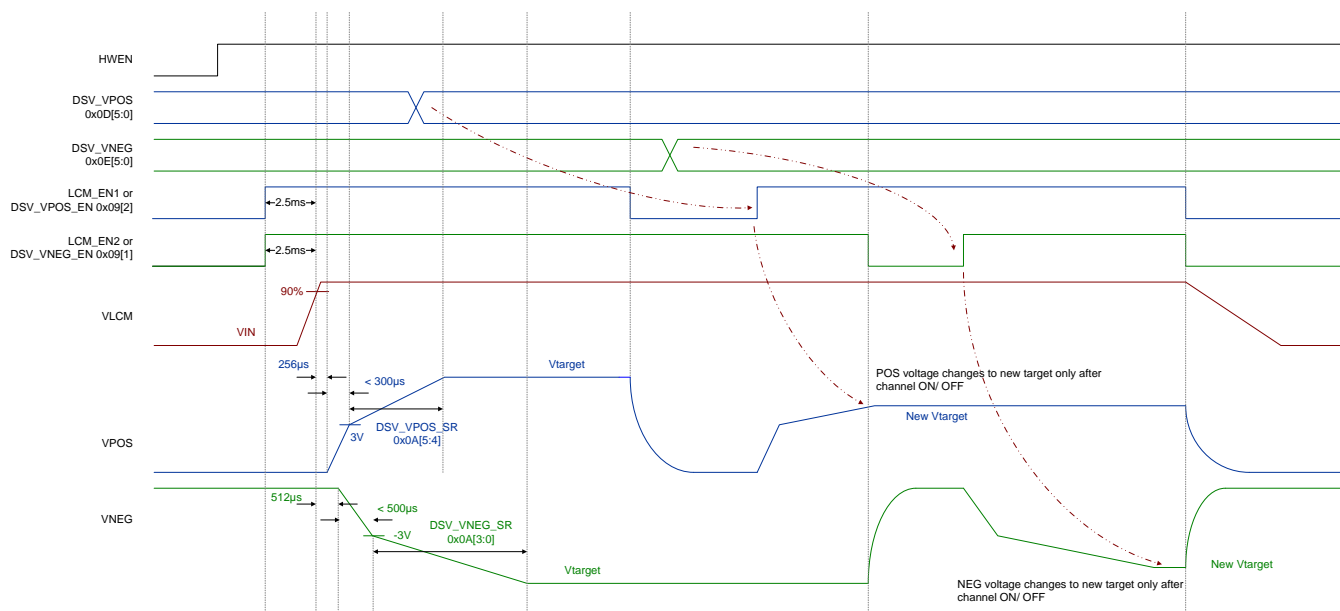 HWEN
DSV_VPOS
0x0D[5:0]
DSV_VNEG
0x0E[5:0]
LCM_EN1 or
DSV_VPOS_EN 0x09[2]
2.5ms
LCM_EN2 or
DSV_VNEG_EN 0x09[1]
2.5ms
90%
VLCM
VIN
256µs
< 300µs
Vtarget
POS voltage changes to new target only after
channel ON/ OFF
New Vtarget
DSV_VPOS_SR
0x0A[5:4]
3V
VPOS
512µs
< 500µs
VNEG
DSV_VNEG_SR
0x0A[3:0]
-3V
Vtarget
New Vtarget
NEG voltage changes to new target only after
channel ON/ OFF